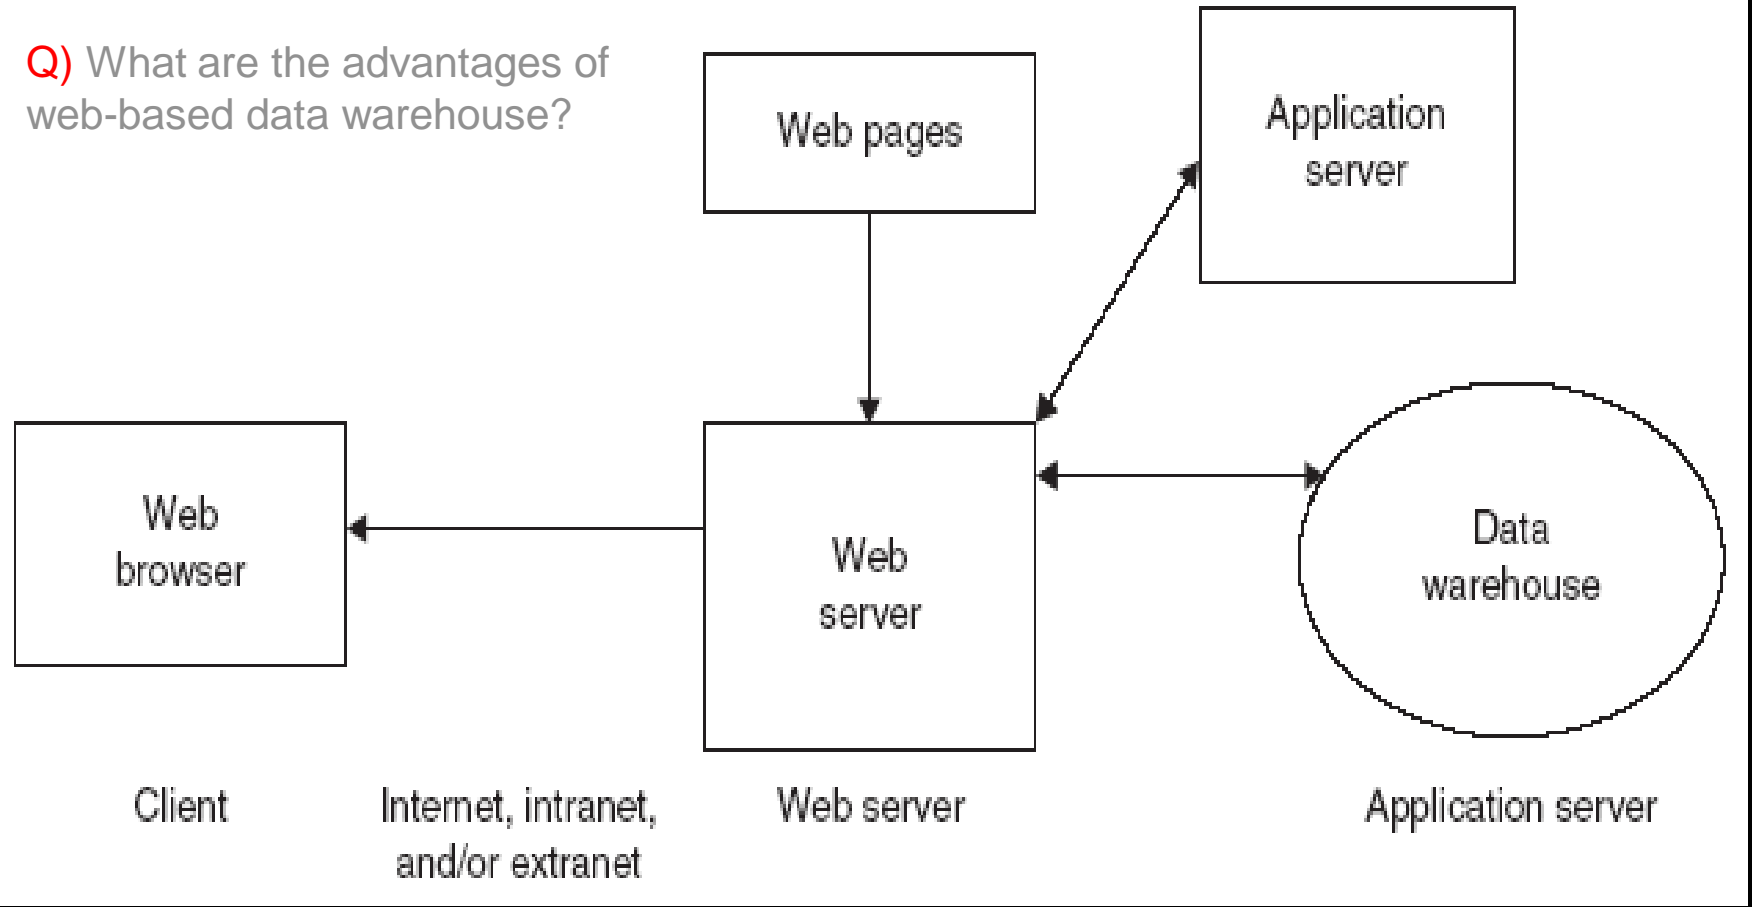 Q) What are the advantages of
web-based data warehouse?
Web pages
Application
server
Web
browser
Web
server
Data
warehouse
Client
Internet, intranet,
and/or extranet
Web server
Application server